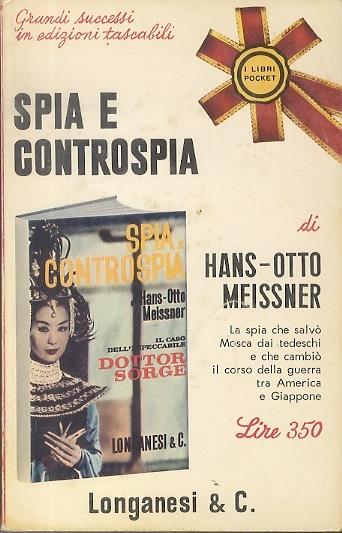 Grandi successi
in edizioni tascabili
I LIBRI
POCKET
SPIA E
CONTROSPIA
di
HANS-OTTO
MEISSNER
La spia che salvò
Mosca dai tedeschi
e che cambiò
il corso della guerra
tra America
e Giappone
Lire 350
SPIA E
CONTROSPIA
di Hans-Otto
Meissner
IL CASO
DELL'IMPECCABILE
DOTTOR
SORGE
LONGANESI & C.
Longanesi & C.